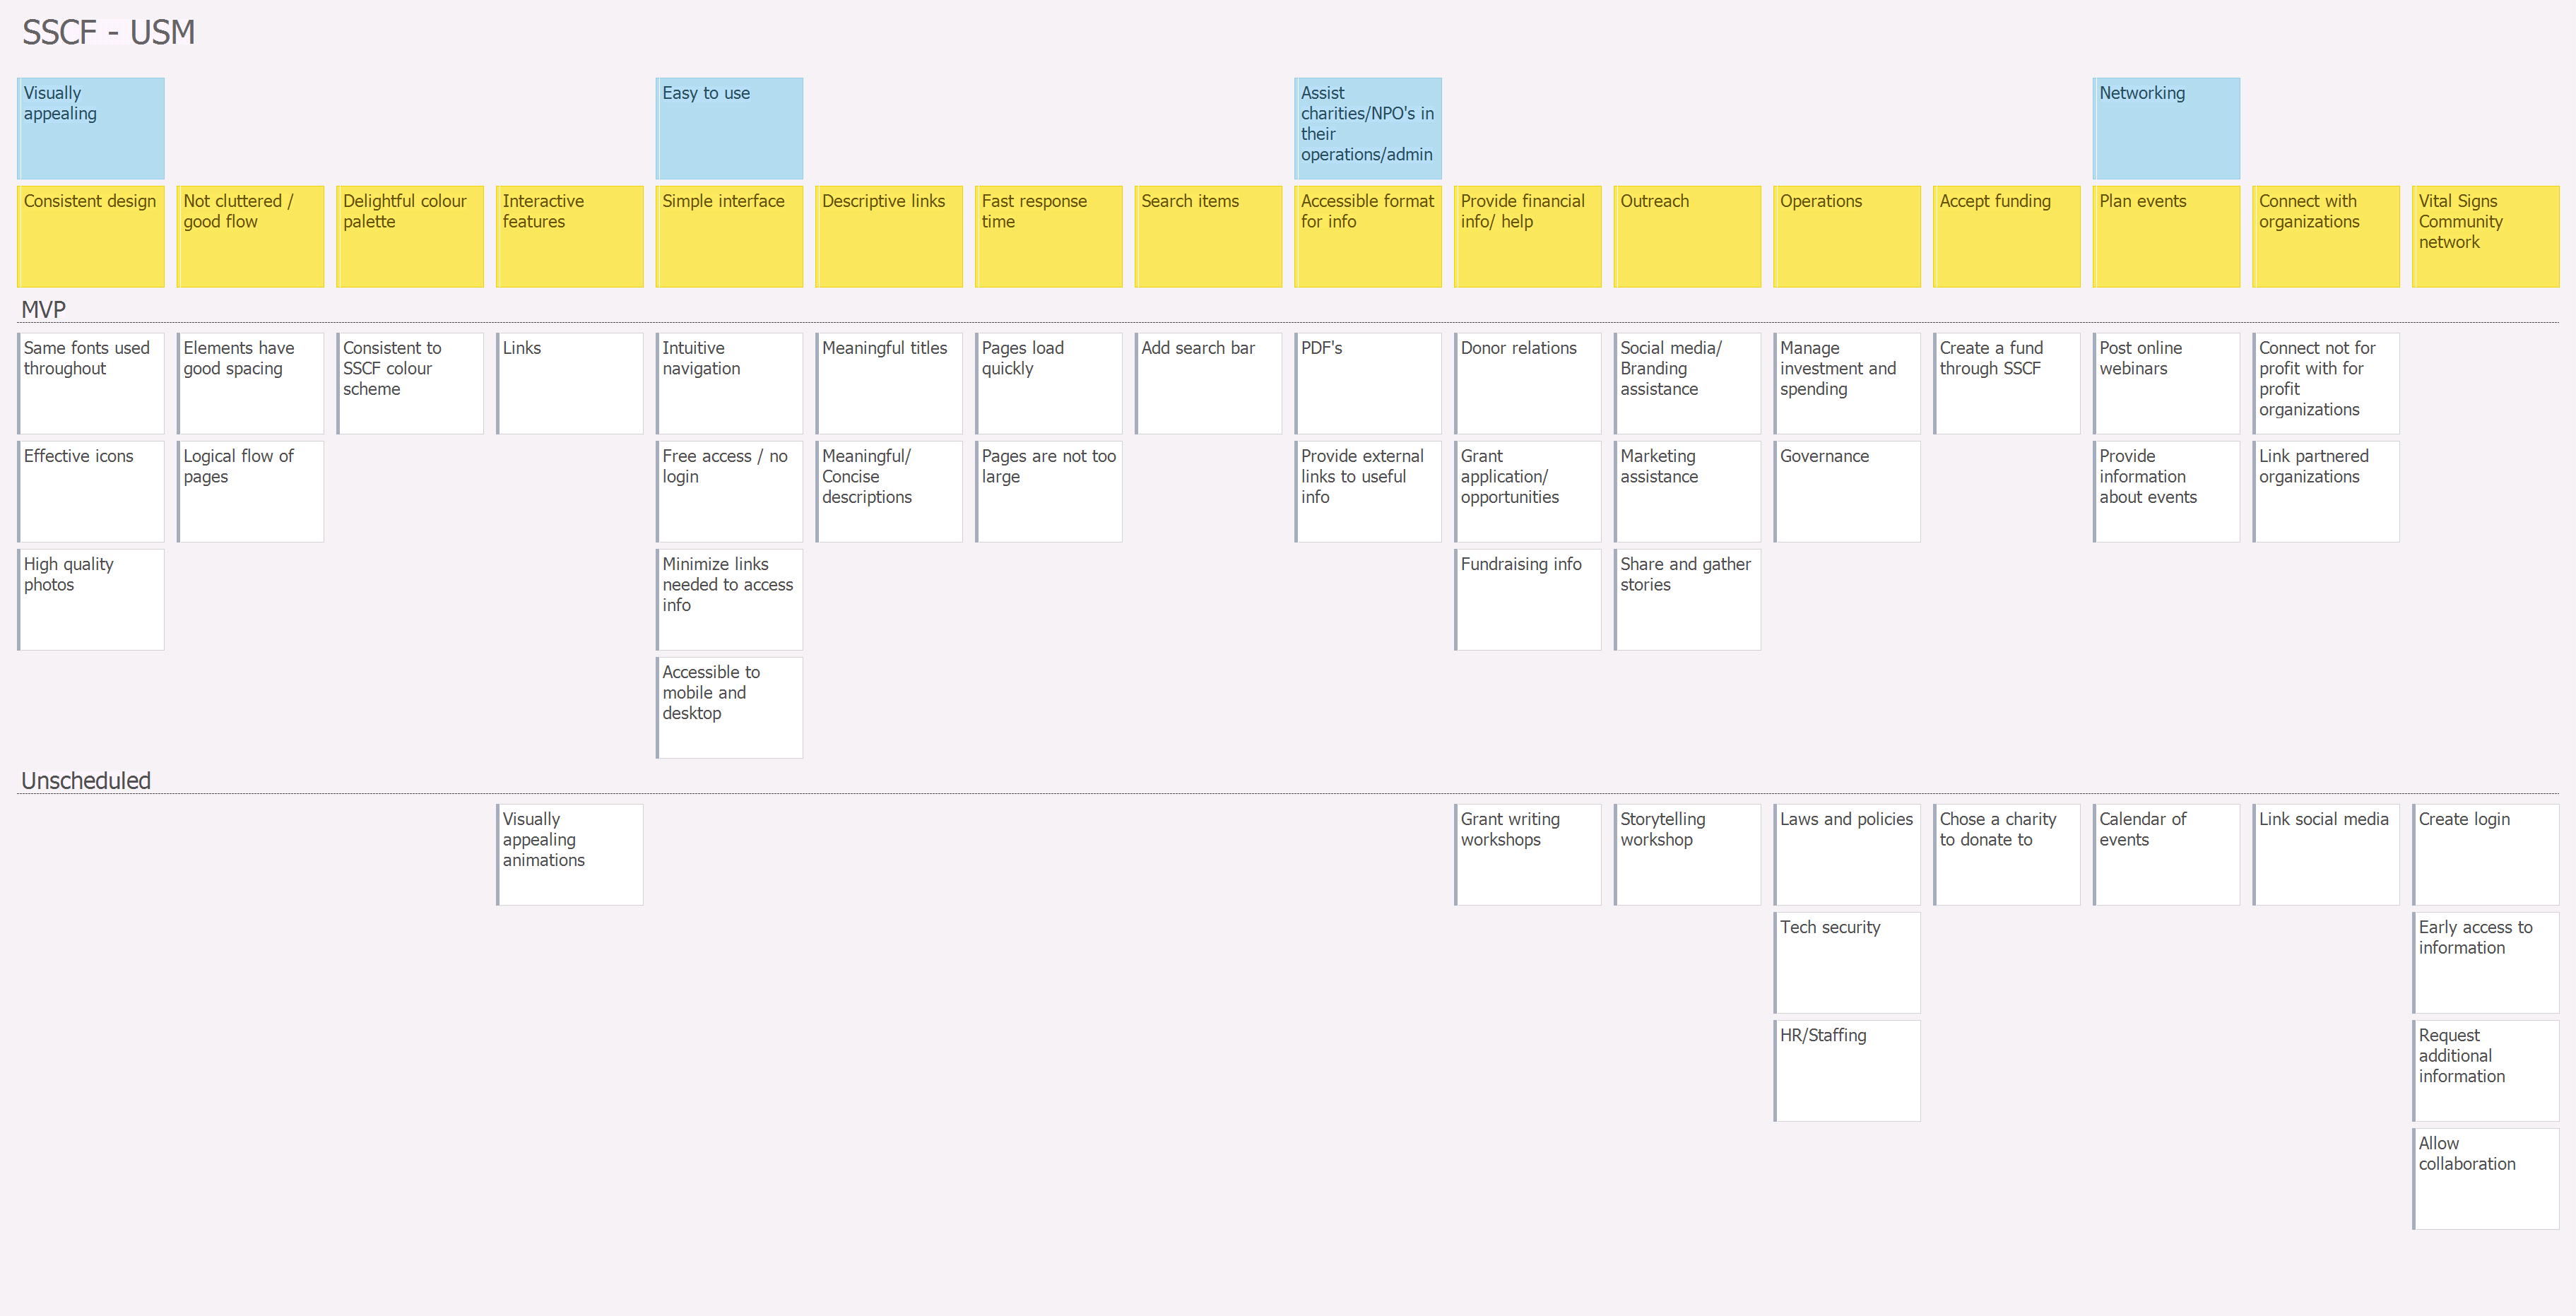 SSCF - USM
Visually
appealing
Easy to use
Assist
charities/NPO's in
their
operations/admin
Networking
Consistent design
Not cluttered /
good flow
Delightful colour
palette
Interactive
features
Simple interface
Descriptive links
Fast response
time
Search items
Accessible format
for info
Provide financial
info/ help
Outreach
Operations
Accept funding
Plan events
Connect with
organizations
Vital Signs
Community
network
MVP
Same fonts used
throughout
Elements have
good spacing
Consistent to
SSCF colour
scheme
Links
Intuitive
navigation
Meaningful titles
Pages load
quickly
Add search bar
PDF's
Donor relations
Social media/
Branding
assistance
Manage
investment and
spending
Create a fund
through SSCF
Post online
webinars
Connect not for
profit with for
profit
organizations
Effective icons
Logical flow of
pages
Free access / no
login
Meaningful/
Concise
descriptions
Pages are not too
large
Provide external
links to useful
info
Grant
application/
opportunities
Marketing
assistance
Governance
Provide
information
about events
Link partnered
organizations
High quality
photos
Minimize links
needed to access
info
Fundraising info
Share and gather
stories
Accessible to
mobile and
desktop
Unscheduled
Visually
appealing
animations
Grant writing
workshops
Storytelling
workshop
Laws and policies
Chose a charity
to donate to
Calendar of
events
Link social media
Create login
Tech security
Early access to
information
HR/Staffing
Request
additional
information
Allow
collaboration